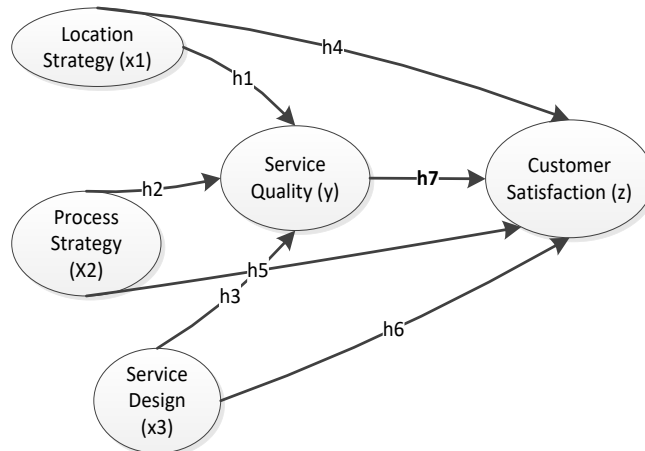 Location
Strategy (x1)
h4
h1
Service
Quality (y)
h7
Customer
Satisfaction (z)
h2
Process
Strategy
(X2)
h5
h3
h6
Service
Design
(x3)